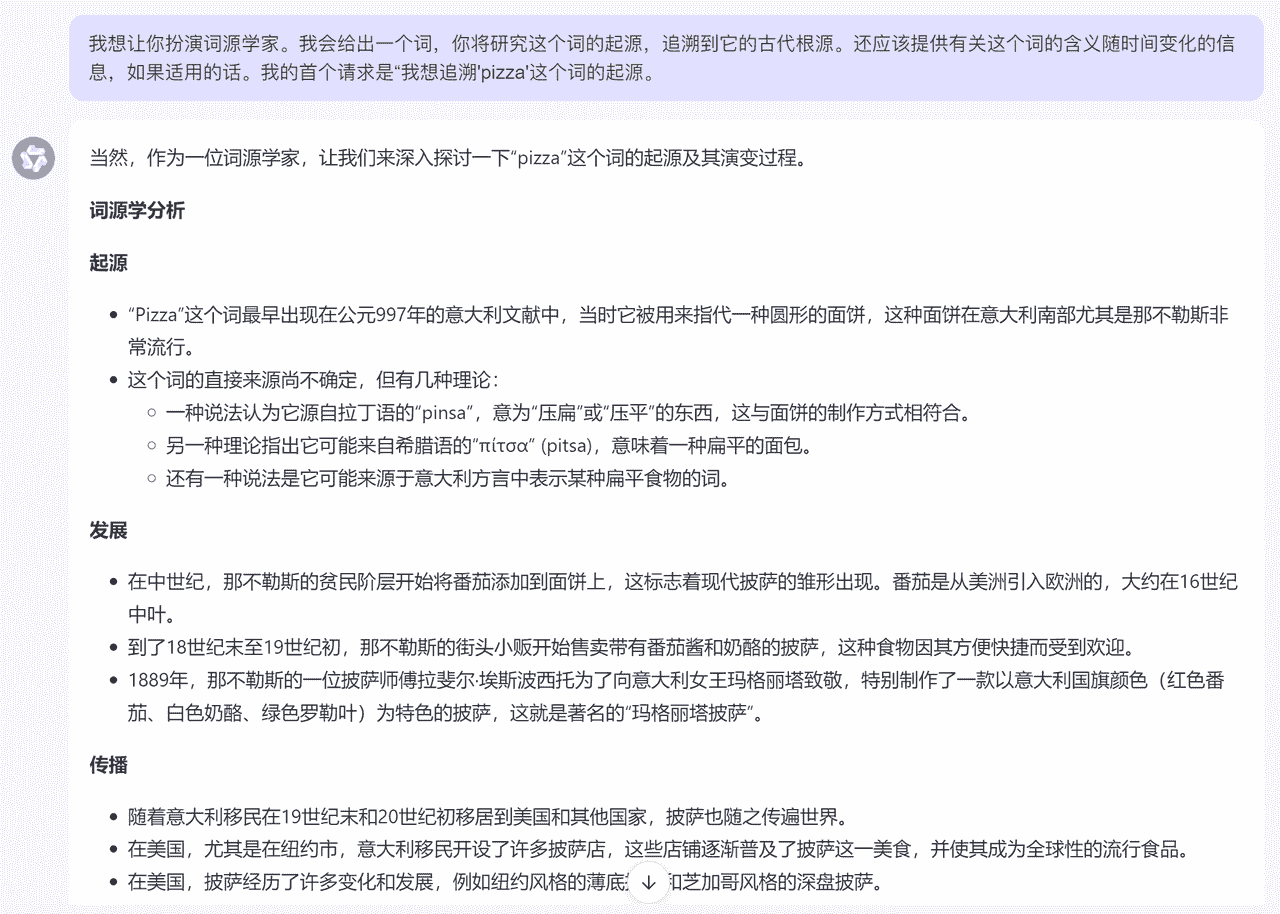 我想让你扮演词源学家。我会给出一个词，你将研究这个词的起源，追溯到它的古代根源。还应该提供有关这个词的含义随时间变化的信
息，如果适用的话。我的首个请求是“我想追溯'pizza'这个词的起源。
当然，作为一位词源学家，让我们来深入探讨一下“pizza”这个词的起源及其演变过程。
词源学分析
起源
• “Pizza”这个词最早出现在公元997年的意大利文献中，当时它被用来指代一种圆形的面饼，这种面饼在意大利南部尤其是那不勒斯非
常流行。
• 这个词的直接来源尚不确定，但有几种理论：
◦ 一种说法认为它源自拉丁语的“pinsa”，意为“压扁”或“压平”的东西，这与面饼的制作方式相符合。
◦ 另一种理论指出它可能来自希腊语的“πίτσα” (pitsa)，意味着一种扁平的面包。
◦ 还有一种说法是它可能来源于意大利方言中表示某种扁平食物的词。
发展
• 在中世纪，那不勒斯的贫民阶层开始将番茄添加到面饼上，这标志着现代披萨的雏形出现。番茄是从美洲引入欧洲的，大约在16世纪
中叶。
• 到了18世纪末至19世纪初，那不勒斯的街头小贩开始售卖带有番茄酱和奶酪的披萨，这种食物因其方便快捷而受到欢迎。
• 1889年，那不勒斯的一位披萨师傅拉斐尔·埃斯波西托为了向意大利女王玛格丽塔致敬，特别制作了一款以意大利国旗颜色（红色番
茄、白色奶酪、绿色罗勒叶）为特色的披萨，这就是著名的“玛格丽塔披萨”。
传播
• 随着意大利移民在19世纪末和20世纪初移居到美国和其他国家，披萨也随之传遍世界。
• 在美国，尤其是在纽约市，意大利移民开设了许多披萨店，这些店铺逐渐普及了披萨这一美食，并使其成为全球性的流行食品。
• 在美国，披萨经历了许多变化和发展，例如纽约风格的薄底 和芝加哥风格的深盘披萨。